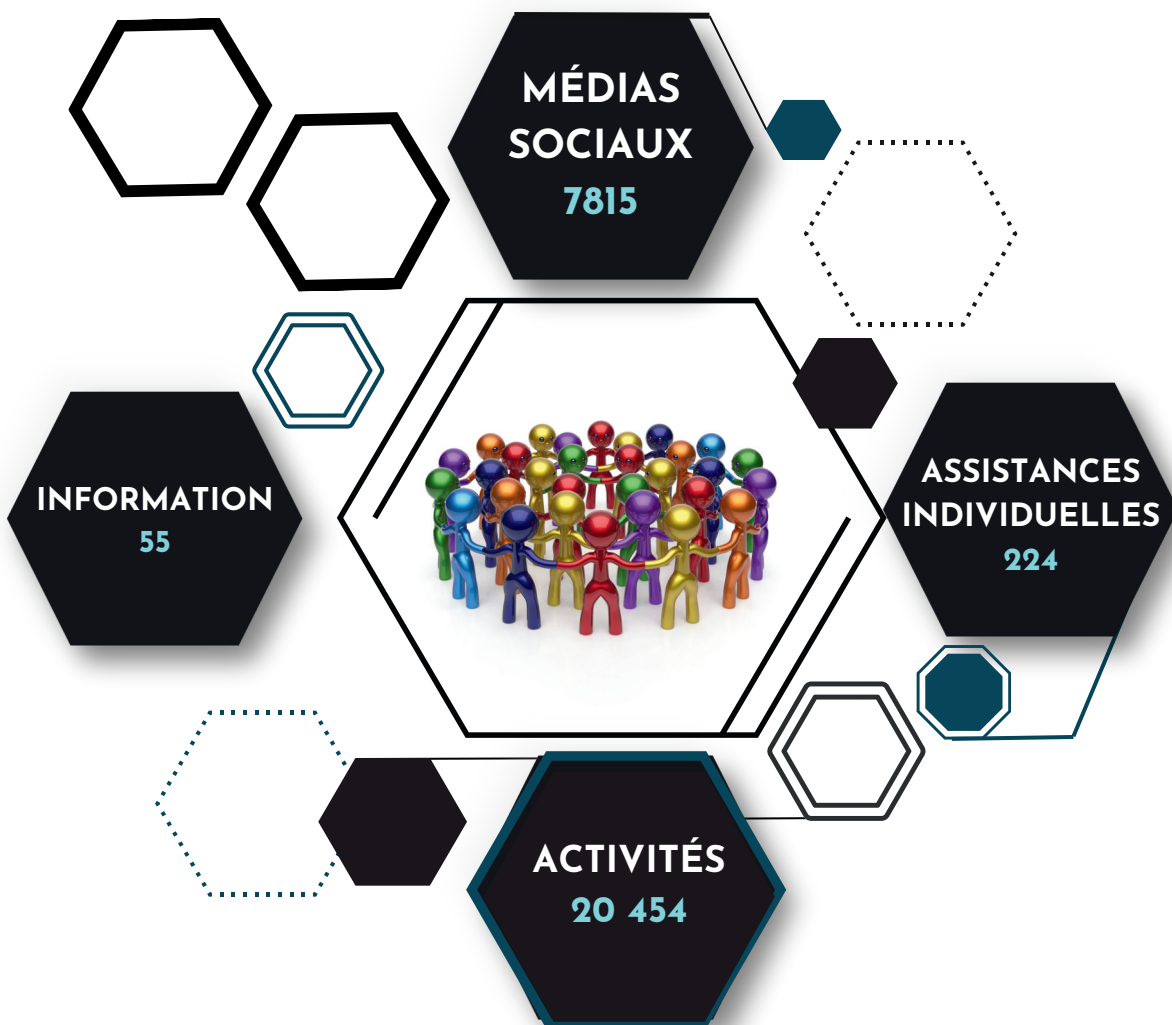 MÉDIAS
SOCIAUX
7815
INFORMATION
55
ASSISTANCES
INDIVIDUELLES
224
ACTIVITÉS
20 454